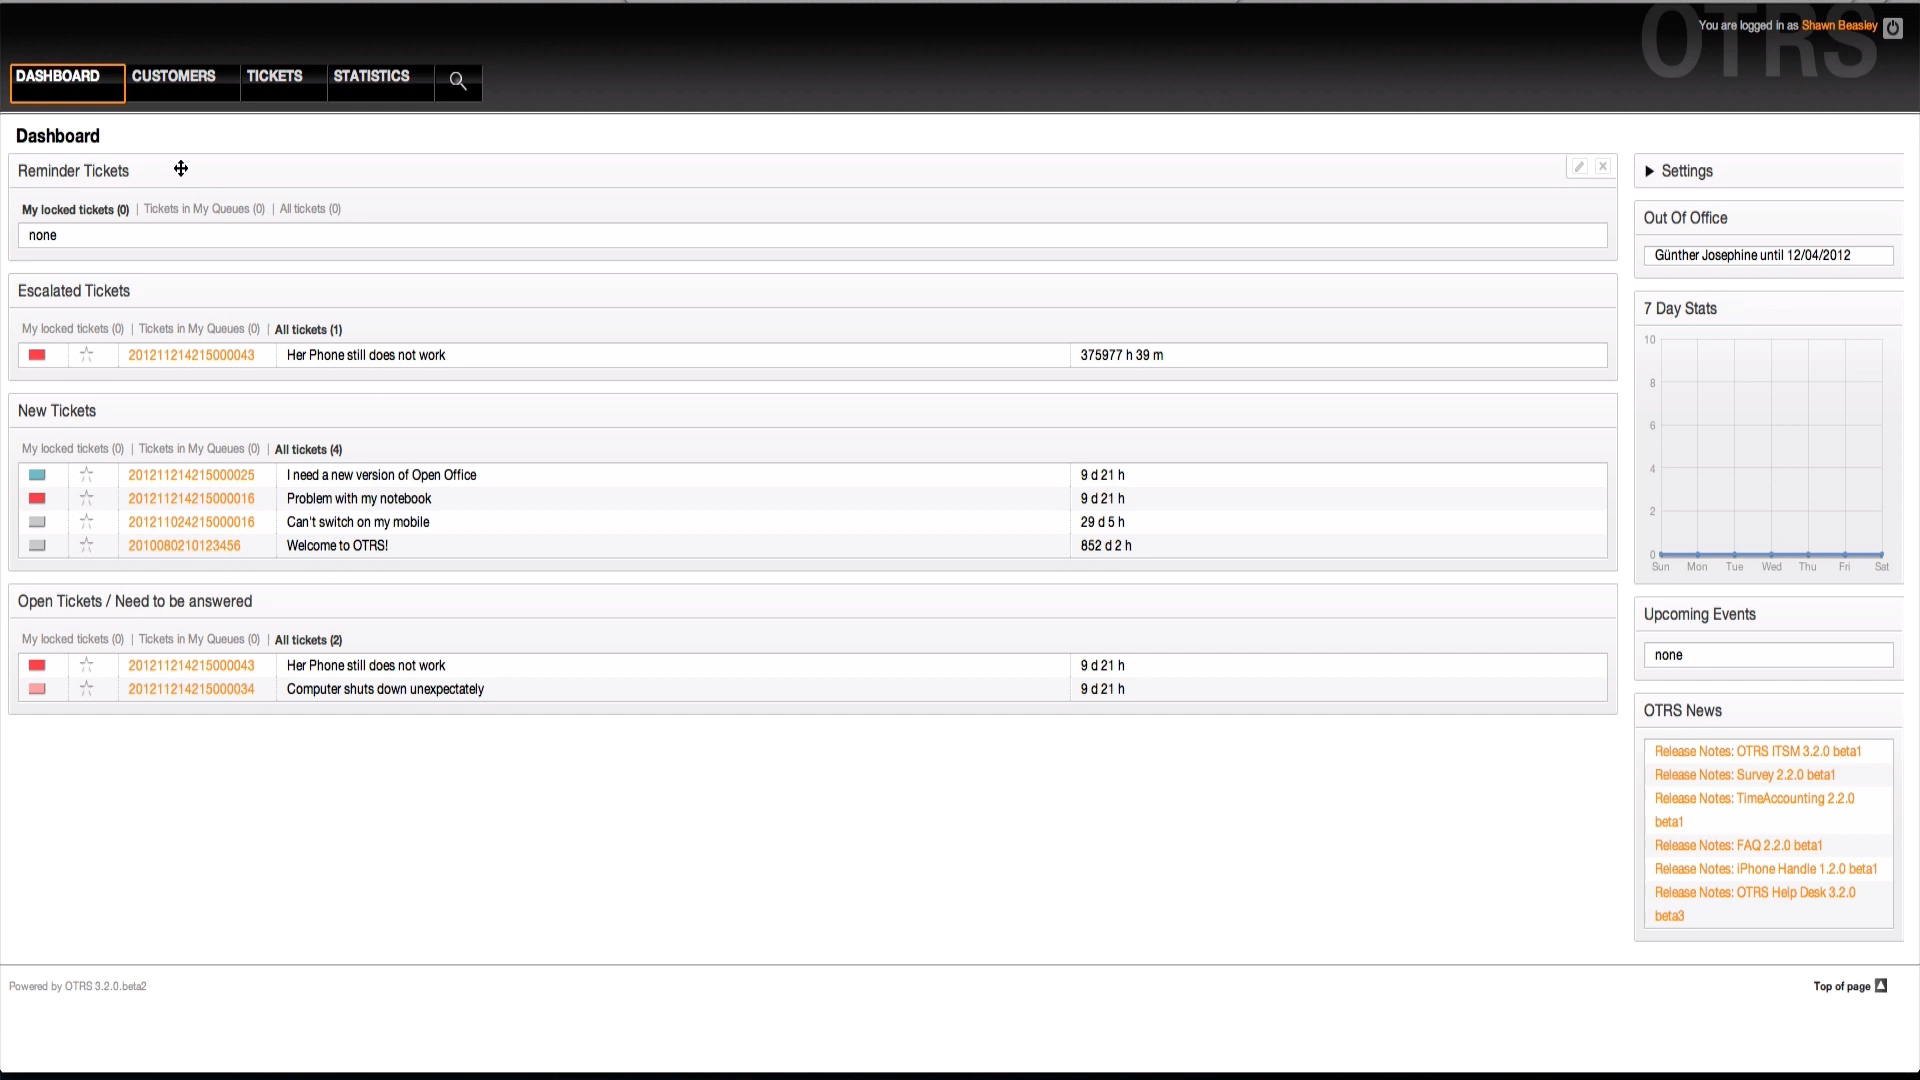 OTRS
You are logged in as Shawn Beasley
DASHBOARD CUSTOMERS TICKETS STATISTICS
Dashboard
Reminder Tickets
My locked tickets (0) | Tickets in My Queues (0) | All tickets (0)
none
Escalated Tickets
My locked tickets (0) | Tickets in My Queues (0) | All tickets (1)
201211214215000043 Her Phone still does not work 375977 h 39 m
New Tickets
My locked tickets (0) | Tickets in My Queues (0) | All tickets (4)
201211214215000025 I need a new version of Open Office 9 d 21 h
201211214215000016 Problem with my notebook 9 d 21 h
201211024215000016 Can't switch on my mobile 29 d 5 h
2010080210123456 Welcome to OTRS! 852 d 2 h
Open Tickets / Need to be answered
My locked tickets (0) | Tickets in My Queues (0) | All tickets (2)
201211214215000043 Her Phone still does not work 9 d 21 h
201211214215000034 Computer shuts down unexpectately 9 d 21 h
Settings
Out Of Office
Günther Josephine until 12/04/2012
7 Day Stats
10
8
6
4
2
0
Sun Mon Tue Wed Thu Fri Sat
Upcoming Events
none
OTRS News
Release Notes: OTRS ITSM 3.2.0 beta1
Release Notes: Survey 2.2.0 beta1
Release Notes: TimeAccounting 2.2.0
beta1
Release Notes: FAQ 2.2.0 beta1
Release Notes: iPhone Handle 1.2.0 beta1
Release Notes: OTRS Help Desk 3.2.0
beta3
Powered by OTRS 3.2.0.beta2
Top of page